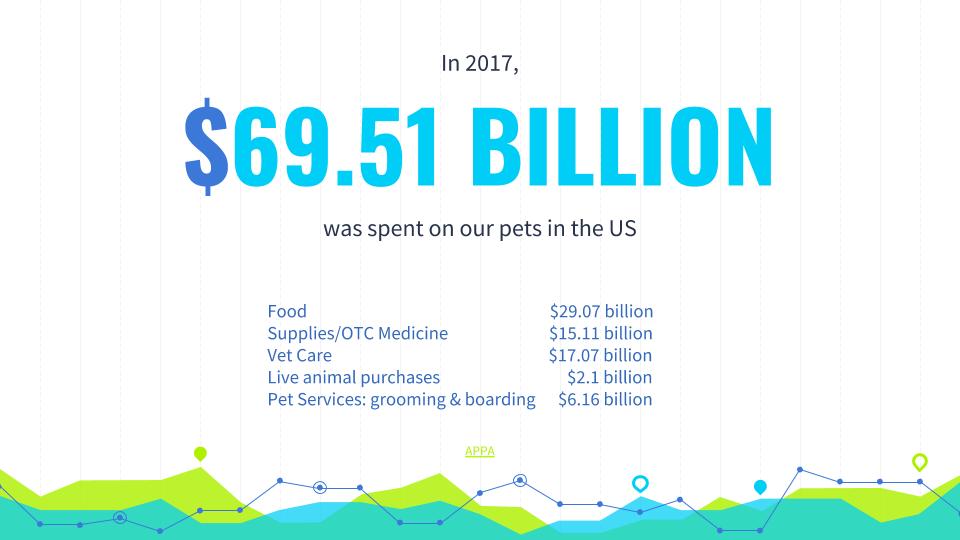 In 2017,
$69.51 BILLION
was spent on our pets in the US
Food $29.07 billion
Supplies/OTC Medicine $15.11 billion
Vet Care $17.07 billion
Live animal purchases $2.1 billion
Pet Services: grooming & boarding $6.16 billion
APPA